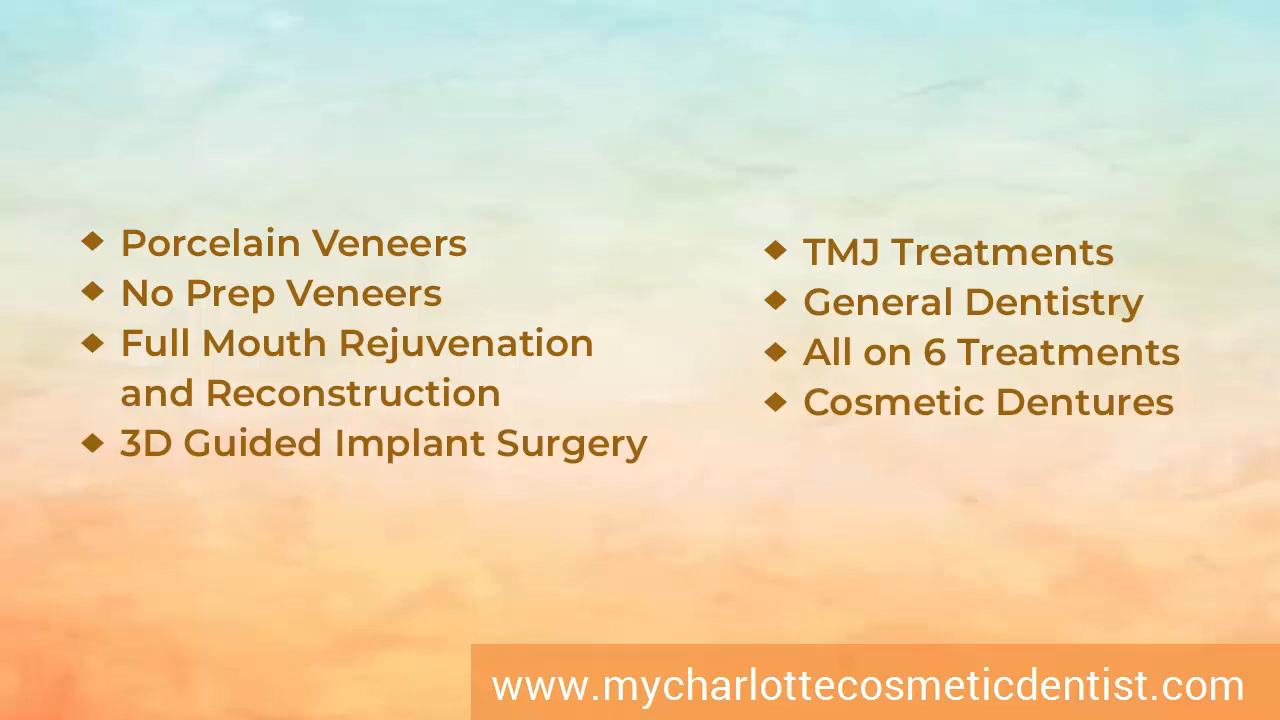 Porcelain Veneers
No Prep Veneers
Full Mouth Rejuvenation
and Reconstruction
3D Guided Implant Surgery
TMJ Treatments
General Dentistry
All on 6 Treatments
Cosmetic Dentures
www.mycharlottecosmeticdentist.com